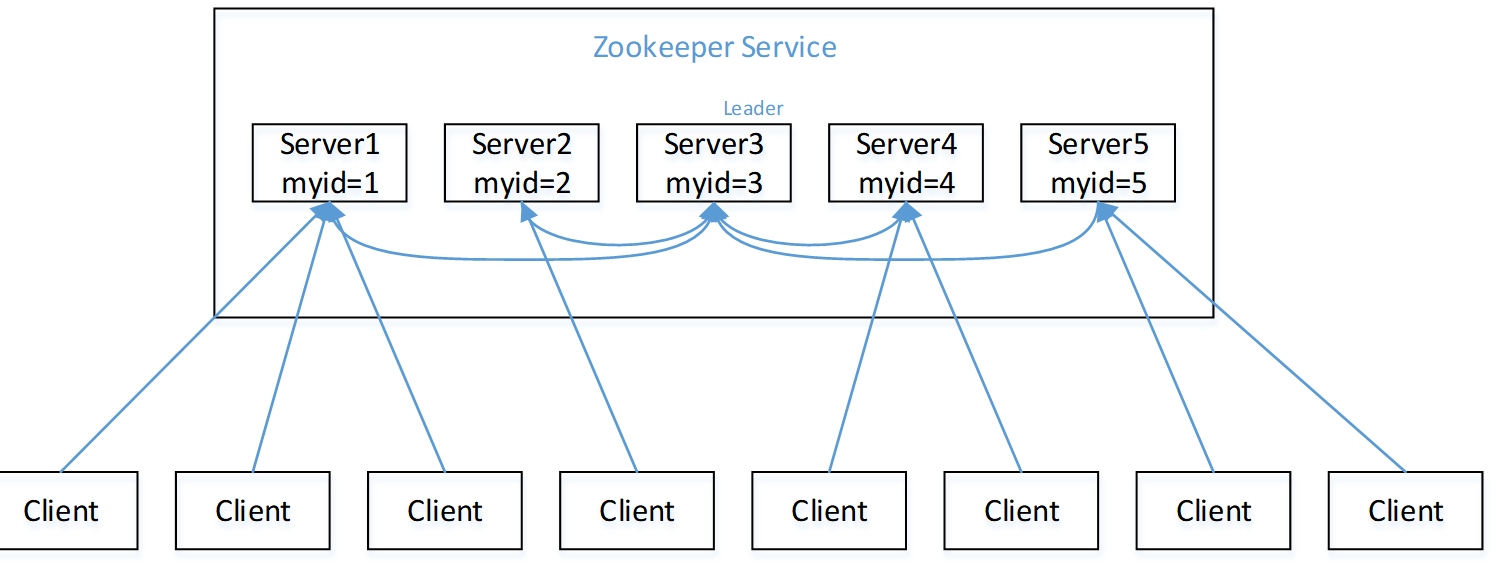 Zookeeper Service
Leader
Server1
myid=1
Server2
myid=2
Server3
myid=3
Server4
myid=4
Server5
myid=5
Client
Client
Client
Client
Client
Client
Client
Client